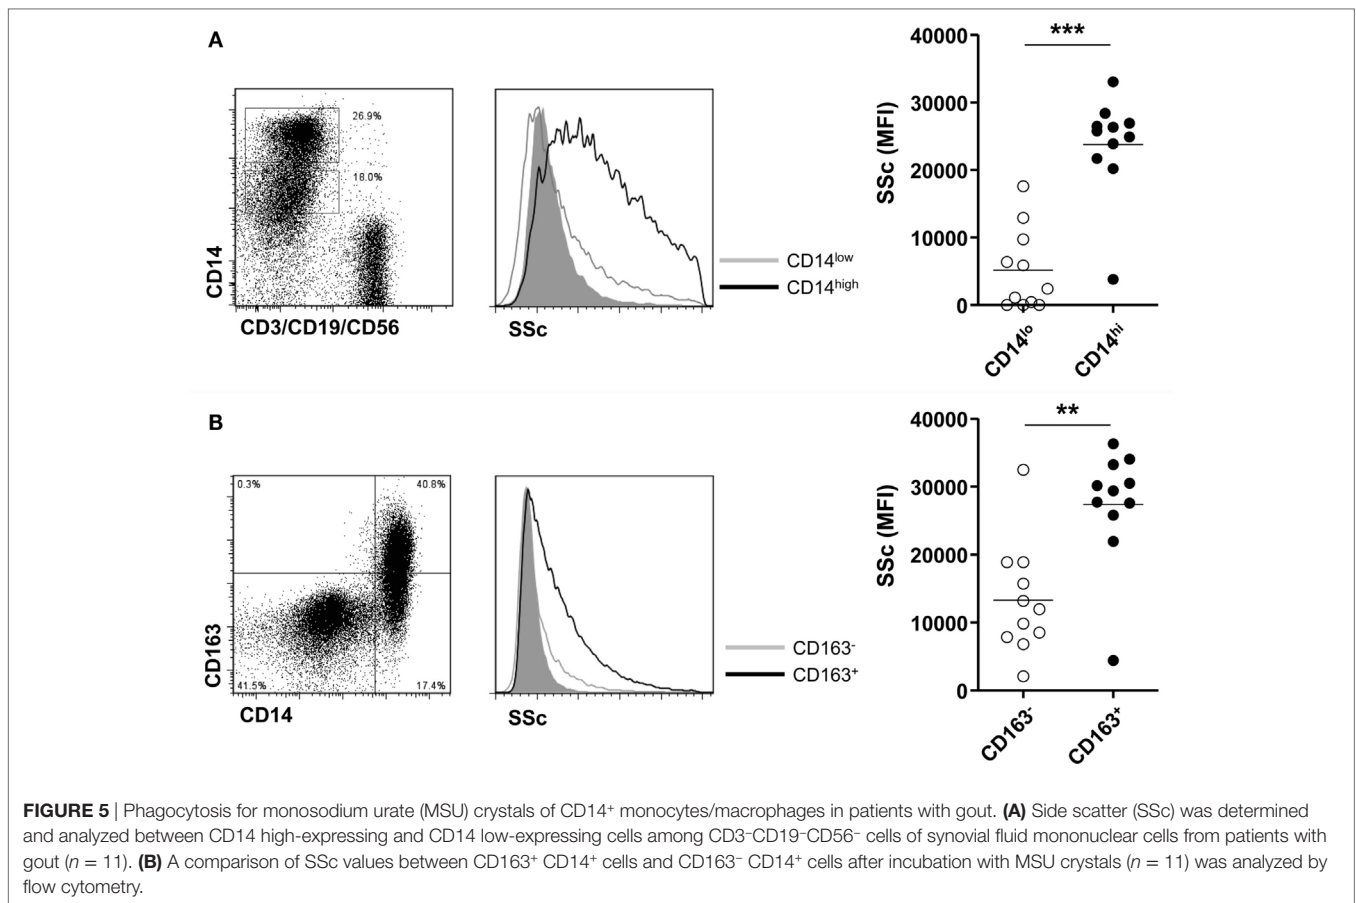 A
CD14
26.9%
18.0%
CD3/CD19/CD56
SSc
CD14low
CD14high
SSc (MFI)
40000
30000
20000
10000
0
***
CD14lo
CD14hi
B
CD163
0.3%
40.8%
41.5%
17.4%
CD14
SSc
CD163-
CD163+
SSc (MFI)
40000
30000
20000
10000
0
**
CD163-
CD163+
FIGURE 5 | Phagocytosis for monosodium urate (MSU) crystals of CD14+ monocytes/macrophages in patients with gout. (A) Side scatter (SSc) was determined
and analyzed between CD14 high-expressing and CD14 low-expressing cells among CD3−CD19−CD56− cells of synovial fluid mononuclear cells from patients with
gout (n = 11). (B) A comparison of SSc values between CD163+ CD14+ cells and CD163− CD14+ cells after incubation with MSU crystals (n = 11) was analyzed by
flow cytometry.